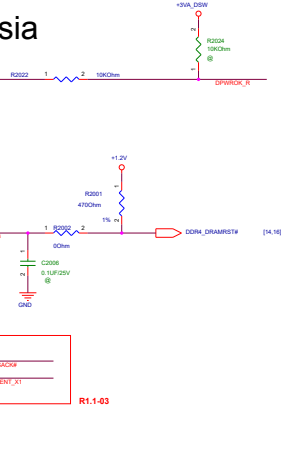 +3VA_DSW
sia
2
R2024
10KOhm
@
1
R2022 1 2 10KOhm
DPWROK_R
+1.2V
1
R2001
470Ohm
1% 2
1 R2002 2
DDR4_DRAMRST# [14,16]
0Ohm
1
C2006
0.1UF/25V
2
@
GND
SACK#
ENT_X1
R1.1-03